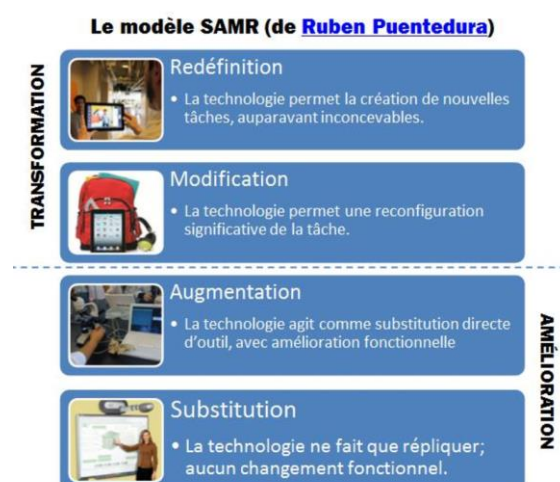 Le modèle SAMR (de Ruben Puentedura)
TRANSFORMATION
Redéfinition
• La technologie permet la création de nouvelles
tâches, auparavant inconcevables.
Modification
• La technologie permet une reconfiguration
significative de la tâche.
Augmentation
• La technologie agit comme substitution directe
d'outil, avec amélioration fonctionnelle
AMÉLIORATION
Substitution
• La technologie ne fait que répliquer;
aucun changement fonctionnel.